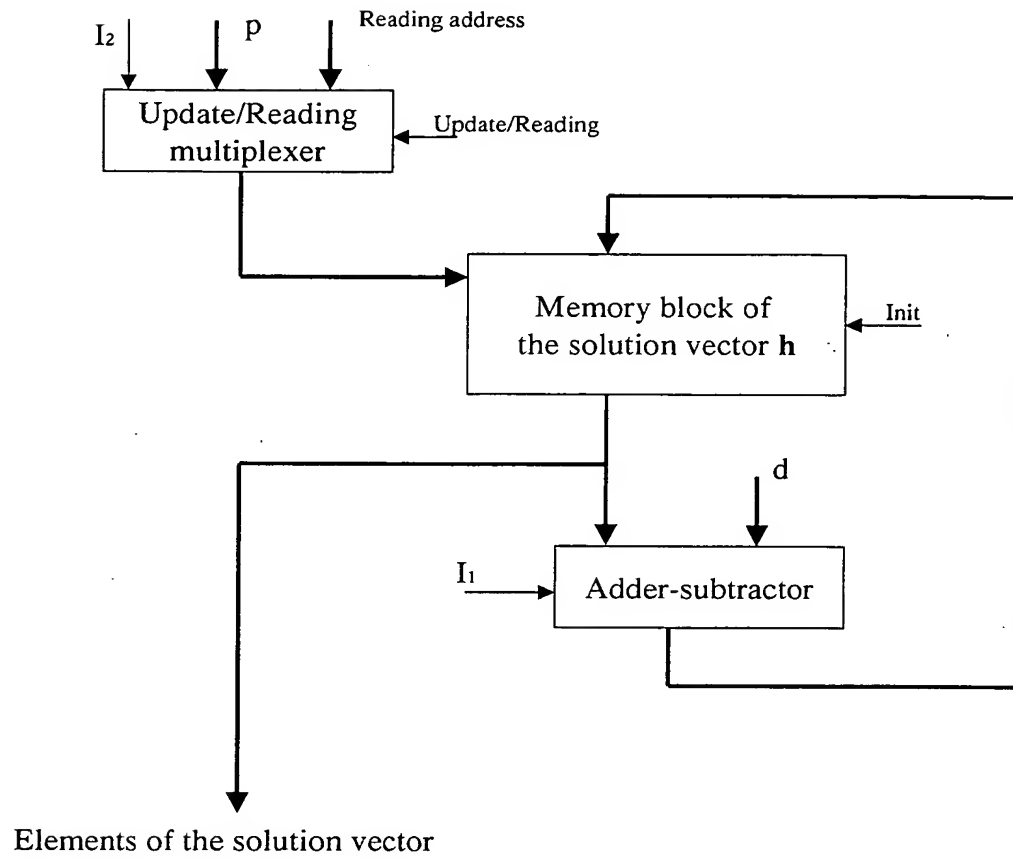 I₂
p
Reading address
Update/Reading
multiplexer
Update/Reading
Memory block of
the solution vector h
Init
d
I₁
Adder-subtractor
Elements of the solution vector